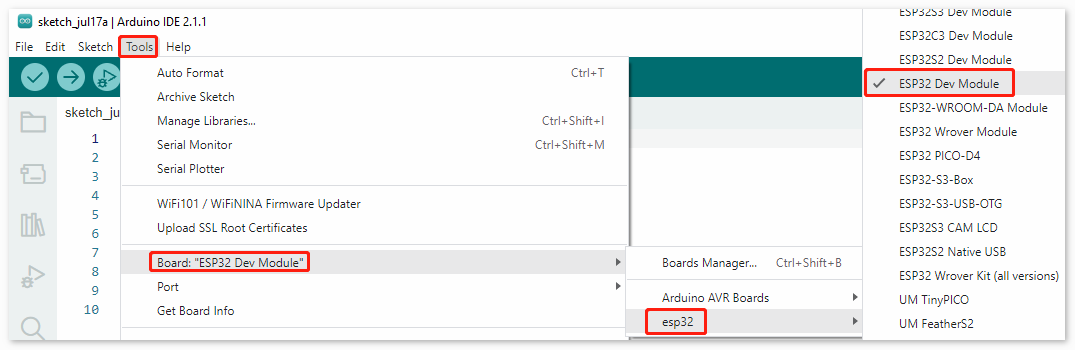 sketch_jul17a | Arduino IDE 2.1.1
File Edit Sketch Tools Help
sketch_ju
1
2
3
4
5
6
7
8
9
10
Auto Format Ctrl+T
Archive Sketch
Manage Libraries... Ctrl+Shift+I
Serial Monitor Ctrl+Shift+M
Serial Plotter
WiFi101 / WiFiNINA Firmware Updater
Upload SSL Root Certificates
Board: "ESP32 Dev Module"
Port
Get Board Info
Boards Manager... Ctrl+Shift+B
Arduino AVR Boards
esp32
ESP32S3 Dev Module
ESP32C3 Dev Module
ESP32S2 Dev Module
ESP32 Dev Module
ESP32-WROOM-DA Module
ESP32 Wrover Module
ESP32 PICO-D4
ESP32-S3-Box
ESP32-S3-USB-OTG
ESP32S3 CAM LCD
ESP32S2 Native USB
ESP32 Wrover Kit (all versions)
UM TinyPICO
UM FeatherS2